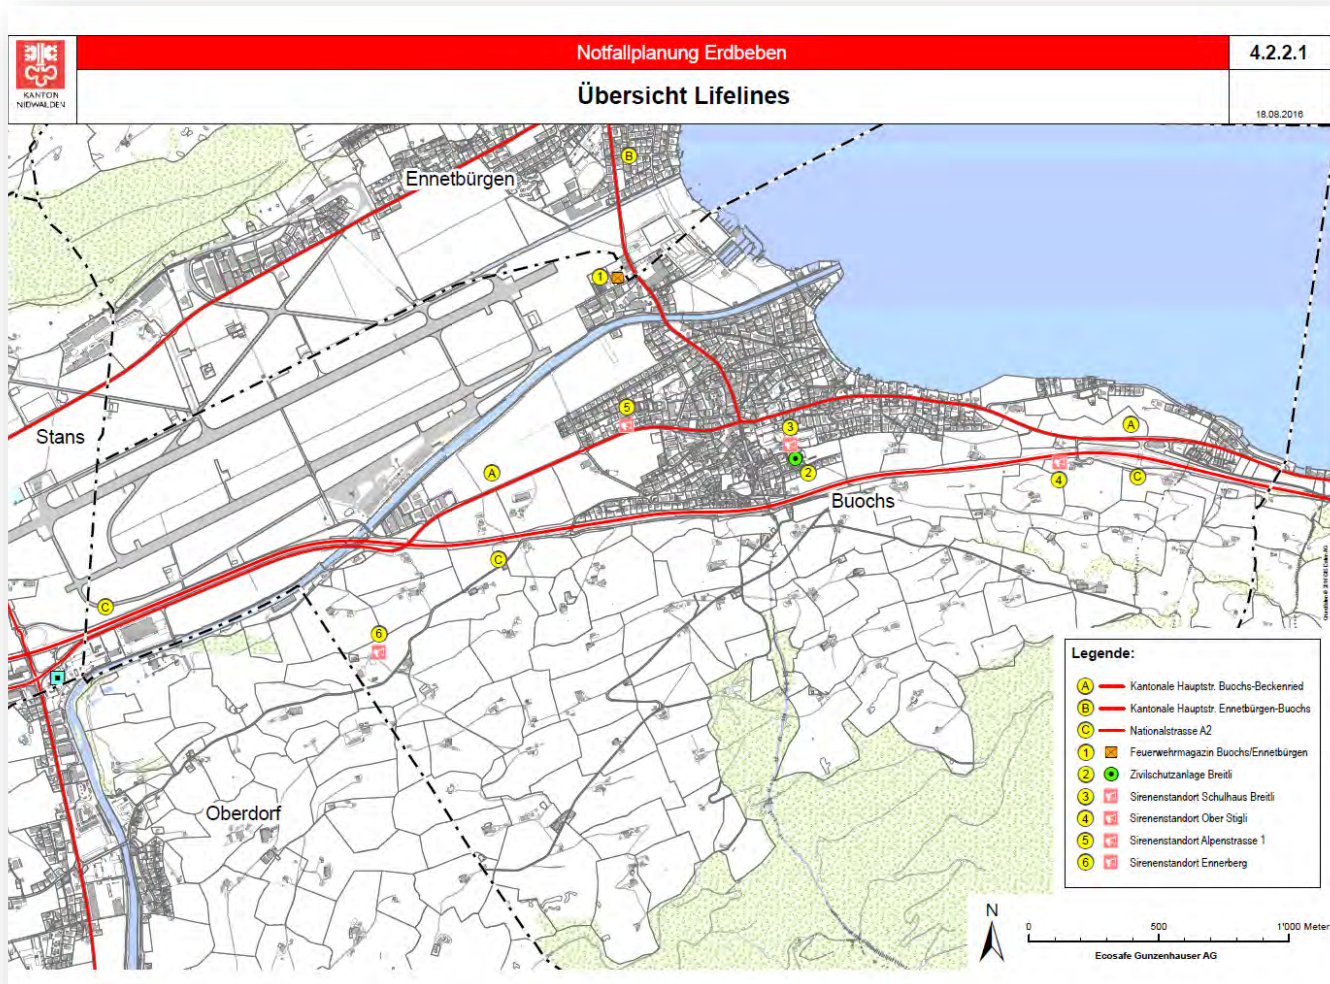 Notfallplanung Erdbeben
4.2.2.1
KANTON
NIDWALDEN
Übersicht Lifelines
18.08.2016
B
Ennetbürgen
1
5
3
A
Stans
A
2
4
C
Buochs
C
C
6
Oberdorf
Legende:
A Kantonale Hauptstr. Buochs-Beckenried
B Kantonale Hauptstr. Ennetbürgen-Buochs
C Nationalstrasse A2
1 Feuerwehrmagazin Buochs/Ennetbürgen
2 Zivilschutzanlage Breitli
3 Sirenenstandort Schulhaus Breitli
4 Sirenenstandort Ober Stigli
5 Sirenenstandort Alpenstrasse 1
6 Sirenenstandort Ennerberg
N
0 500 1'000 Meter
Ecosafe Gunzenhauser AG